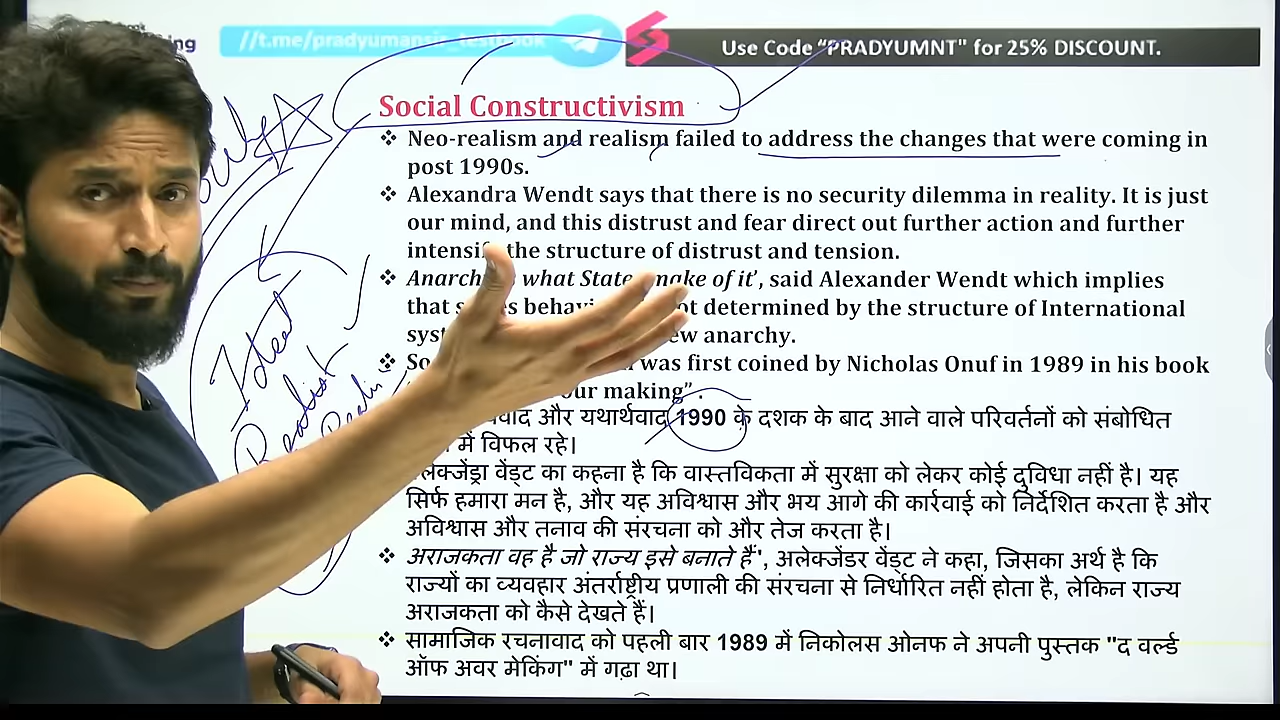 //t.me/pradyumansir_testbook
Use Code “PRADYUMNT" for 25% DISCOUNT.
Social Constructivism
❖ Neo-realism and realism failed to address the changes that were coming in
post 1990s.
❖ Alexandra Wendt says that there is no security dilemma in reality. It is just
our mind, and this distrust and fear direct out further action and further
the structure of distrust and tension.
❖ what make of it’, said Alexander Wendt which implies
that determined by the structure of International
anarchy.
❖ was first coined by Nicholas Onuf in 1989 in his book
our making” .
और यथार्थवाद 1990 के दशक के बाद आने वाले परिवर्तनों को संबोधित
में विफल रहे।
वेंड्ट का कहना है कि वास्तविकता में सुरक्षा को लेकर कोई दुविधा नहीं है। यह
सिर्फ हमारा मन है, और यह अविश्वास और भय आगे की कार्रवाई को निर्देशित करता है और
अविश्वास और तनाव की संरचना को और तेज करता है।
❖ अराजकता वह है जो राज्य इसे बनाते हैं', अलेक्जेंडर वेंड्ट ने कहा, जिसका अर्थ है कि
राज्यों का व्यवहार अंतर्राष्ट्रीय प्रणाली की संरचना से निर्धारित नहीं होता है, लेकिन राज्य
अराजकता को कैसे देखते हैं।
❖ सामाजिक रचनावाद को पहली बार 1989 में निकोलस ओनफ ने अपनी पुस्तक "द वर्ल्ड
ऑफ अवर मेकिंग" में गढ़ा था।